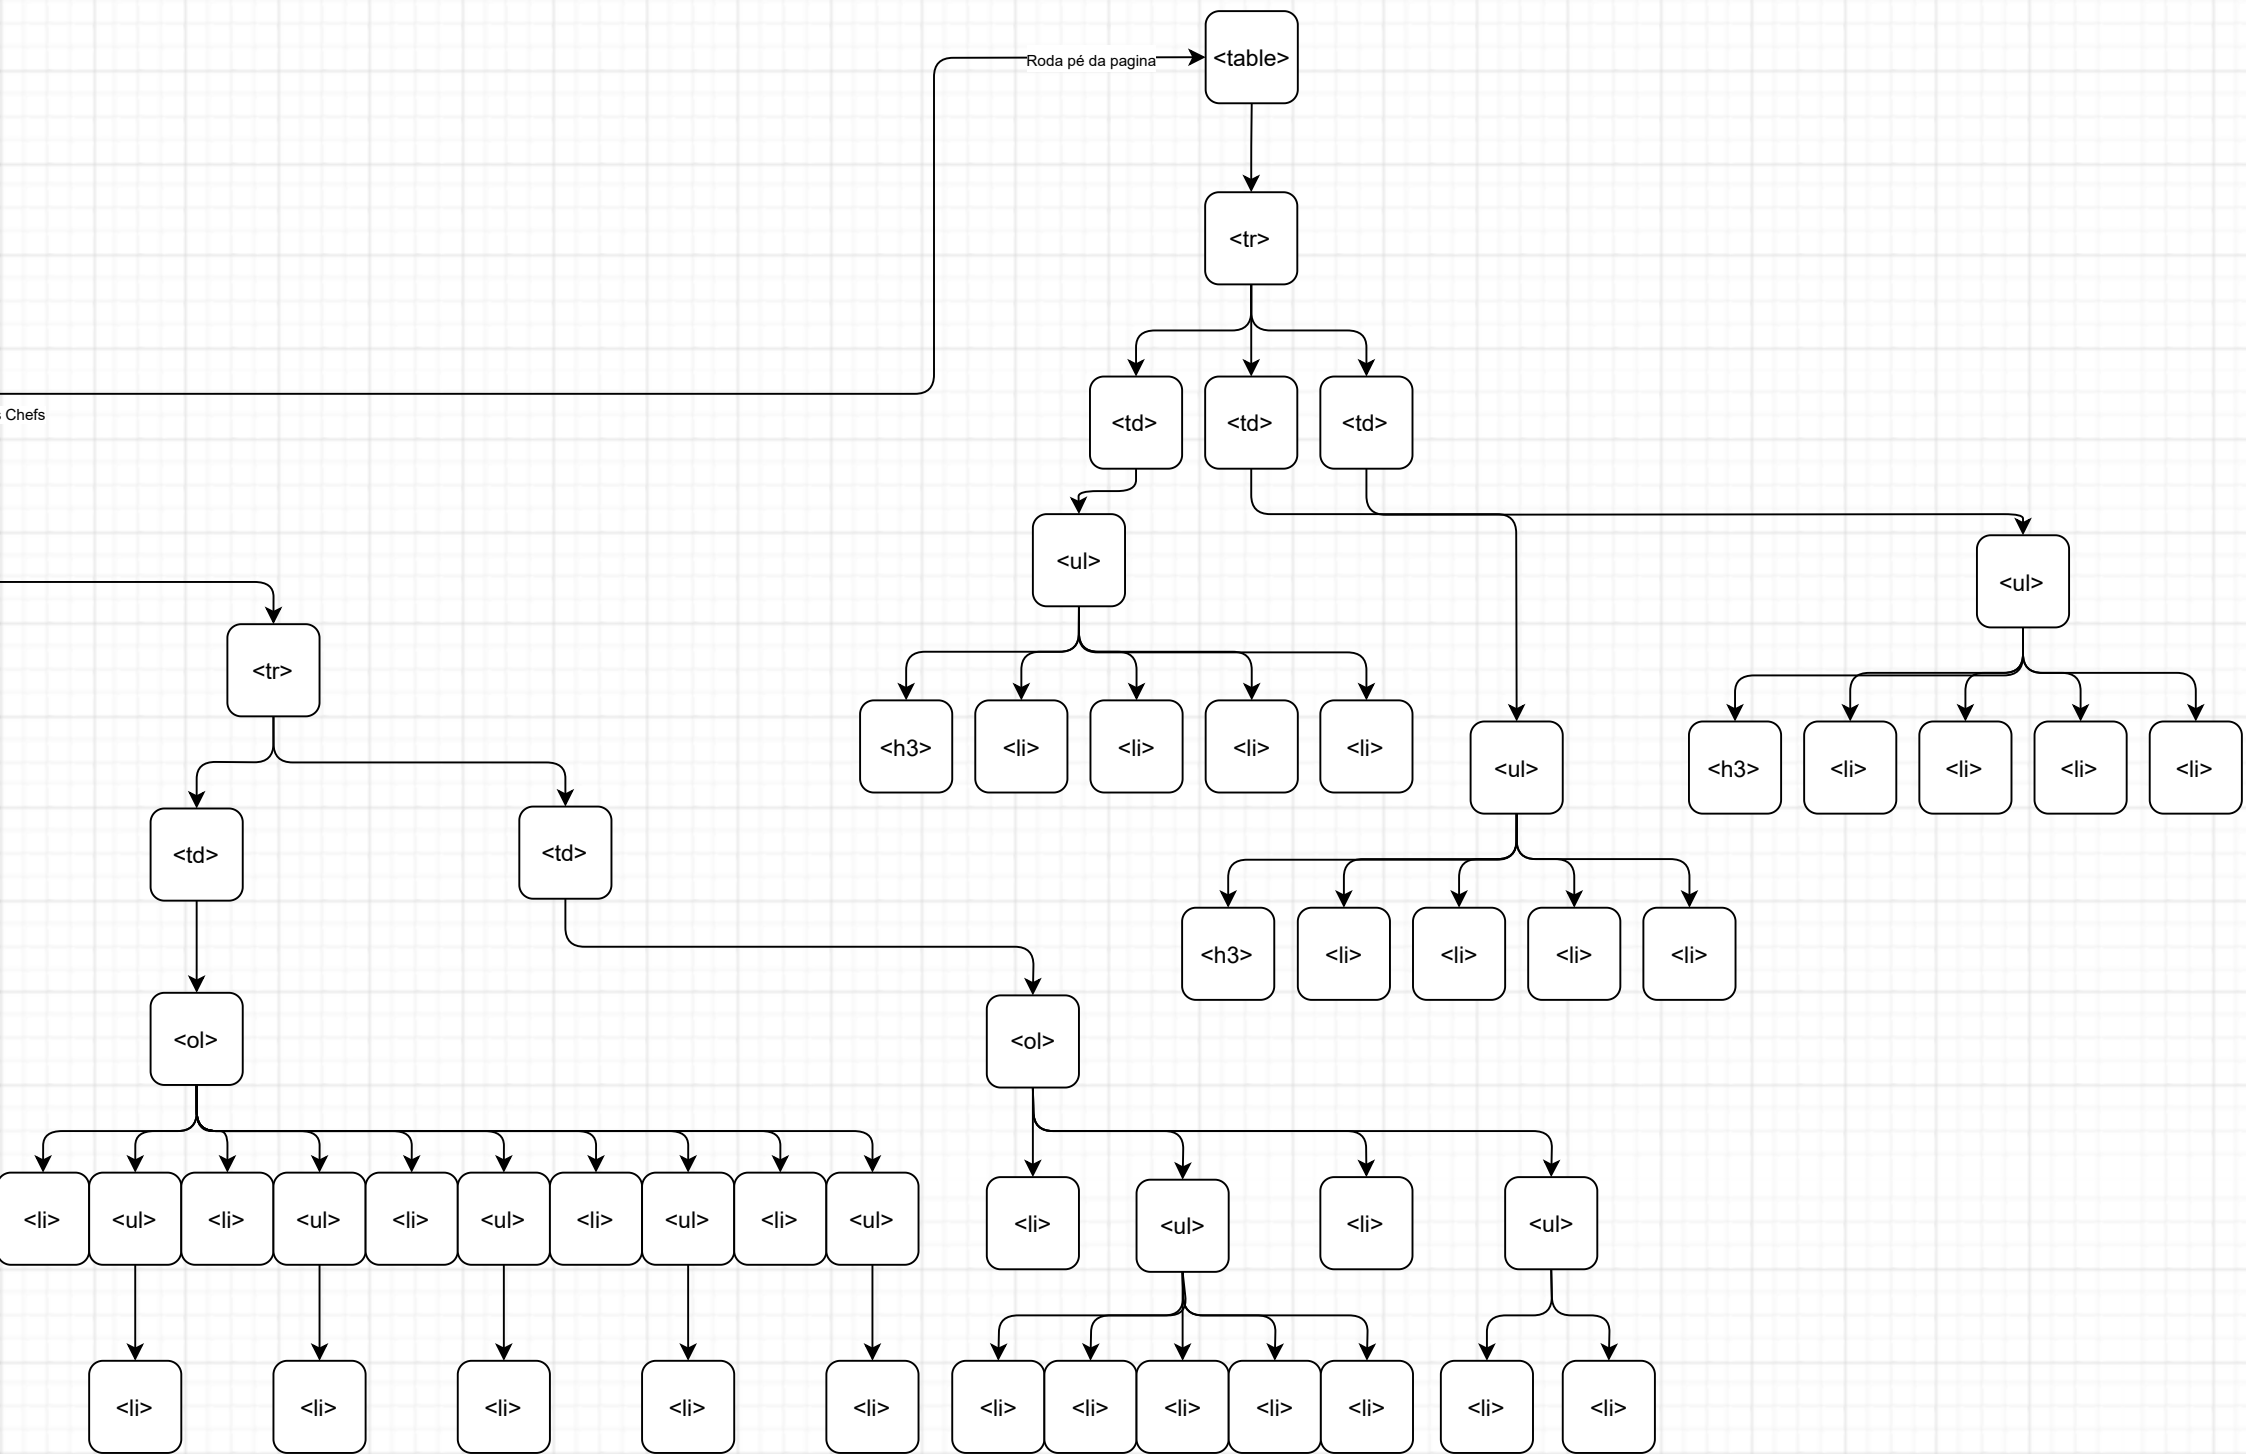 <table>
Roda pé da pagina
<tr>
<td> <td> <td>
Chefs
<ul>
<ul>
<tr>
<h3> <li> <li> <li> <li>
<ul>
<h3> <li> <li> <li> <li>
<td>
<td>
<h3> <li> <li> <li> <li>
<ol>
<ol>
<li> <ul> <li> <ul> <li> <ul> <li> <ul> <li> <ul>
<li> <ul> <li> <ul>
<li> <li> <li> <li> <li> <li> <li> <li> <li> <li> <li> <li>